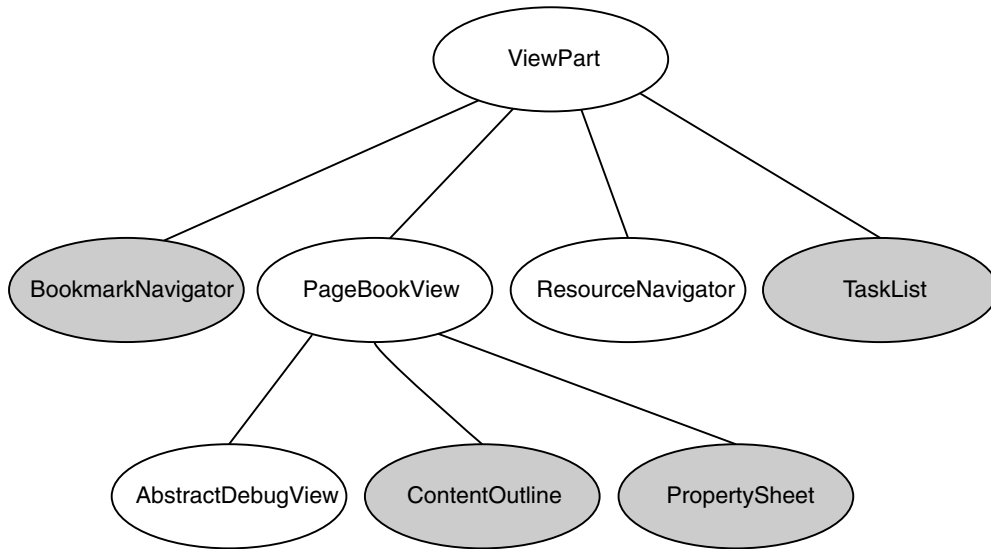 ViewPart
BookmarkNavigator
PageBookView
ResourceNavigator
TaskList
AbstractDebugView
ContentOutline
PropertySheet